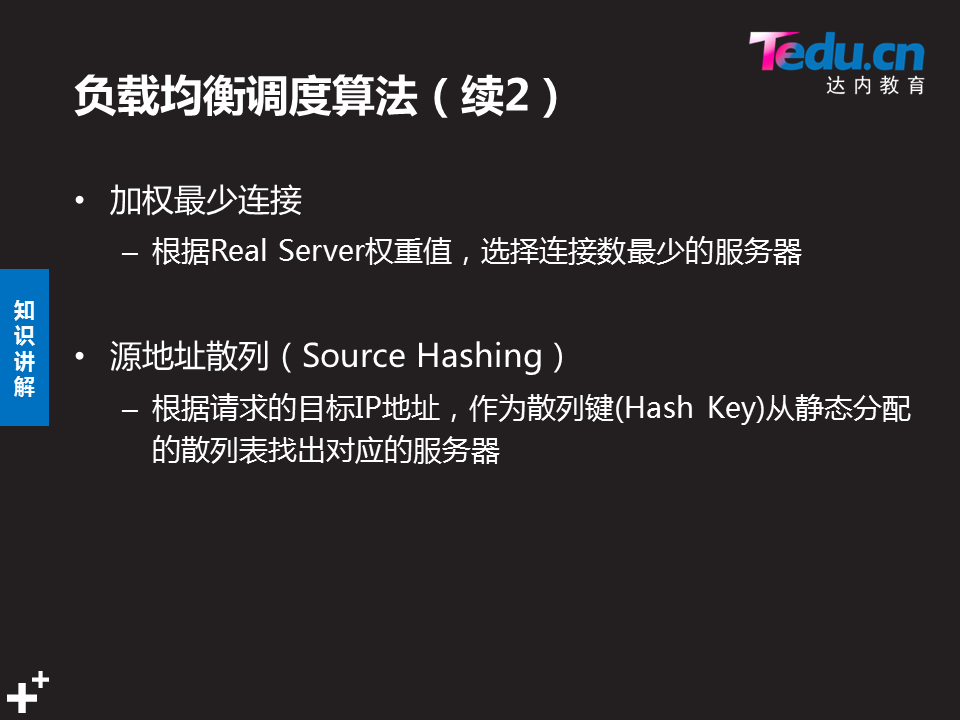 Tedu.cn
达内教育
负载均衡调度算法（续2）
• 加权最少连接
– 根据Real Server权重值，选择连接数最少的服务器
知识讲解
• 源地址散列（Source Hashing）
– 根据请求的目标IP地址，作为散列键(Hash Key)从静态分配
的散列表找出对应的服务器